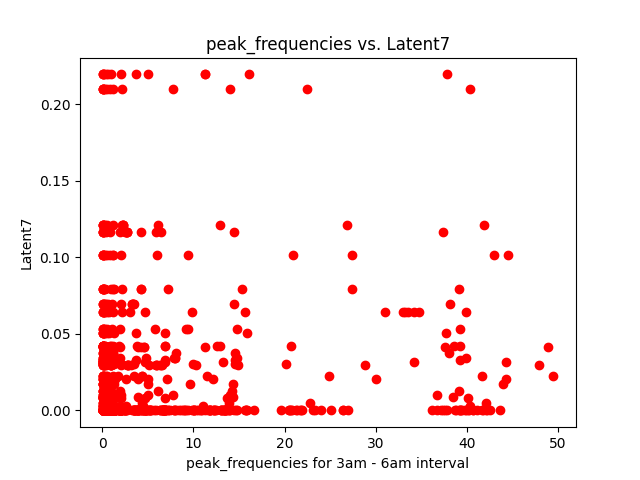 peak_frequencies vs. Latent7
0.20
0.15
0.10
0.05
0.00
Latent7
0 10 20 30 40 50
peak_frequencies for 3am - 6am interval